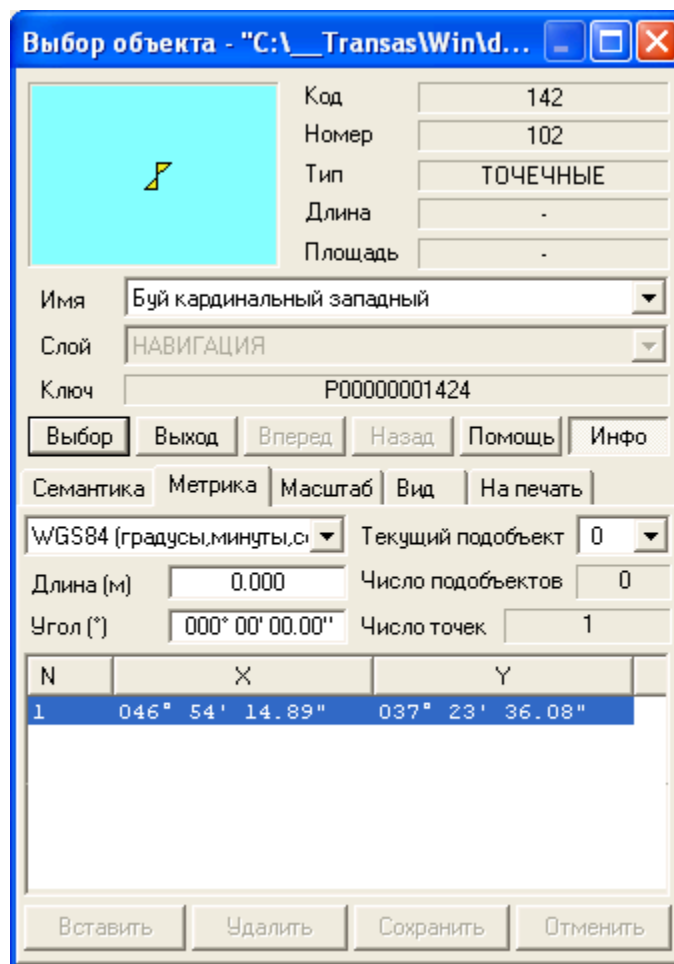 Выбор объекта - "C:\__Transas\Win\d...
Код 142
Номер 102
Тип ТОЧЕЧНЫЕ
Длина -
Площадь -
Имя Буй кардинальный западный
Слой НАВИГАЦИЯ
Ключ P00000001424
Выбор Выход Вперед Назад Помощь Инфо
Семантика Метрика Масштаб Вид На печать
WGS84 (градусы,минуты,с Текущий подобъект 0
Длина (м) 0.000 Число подобъектов 0
Угол (°) 000° 00' 00.00'' Число точек 1
N X Y
1 046° 54' 14.89" 037° 23' 36.08"
Вставить Удалить Сохранить Отменить